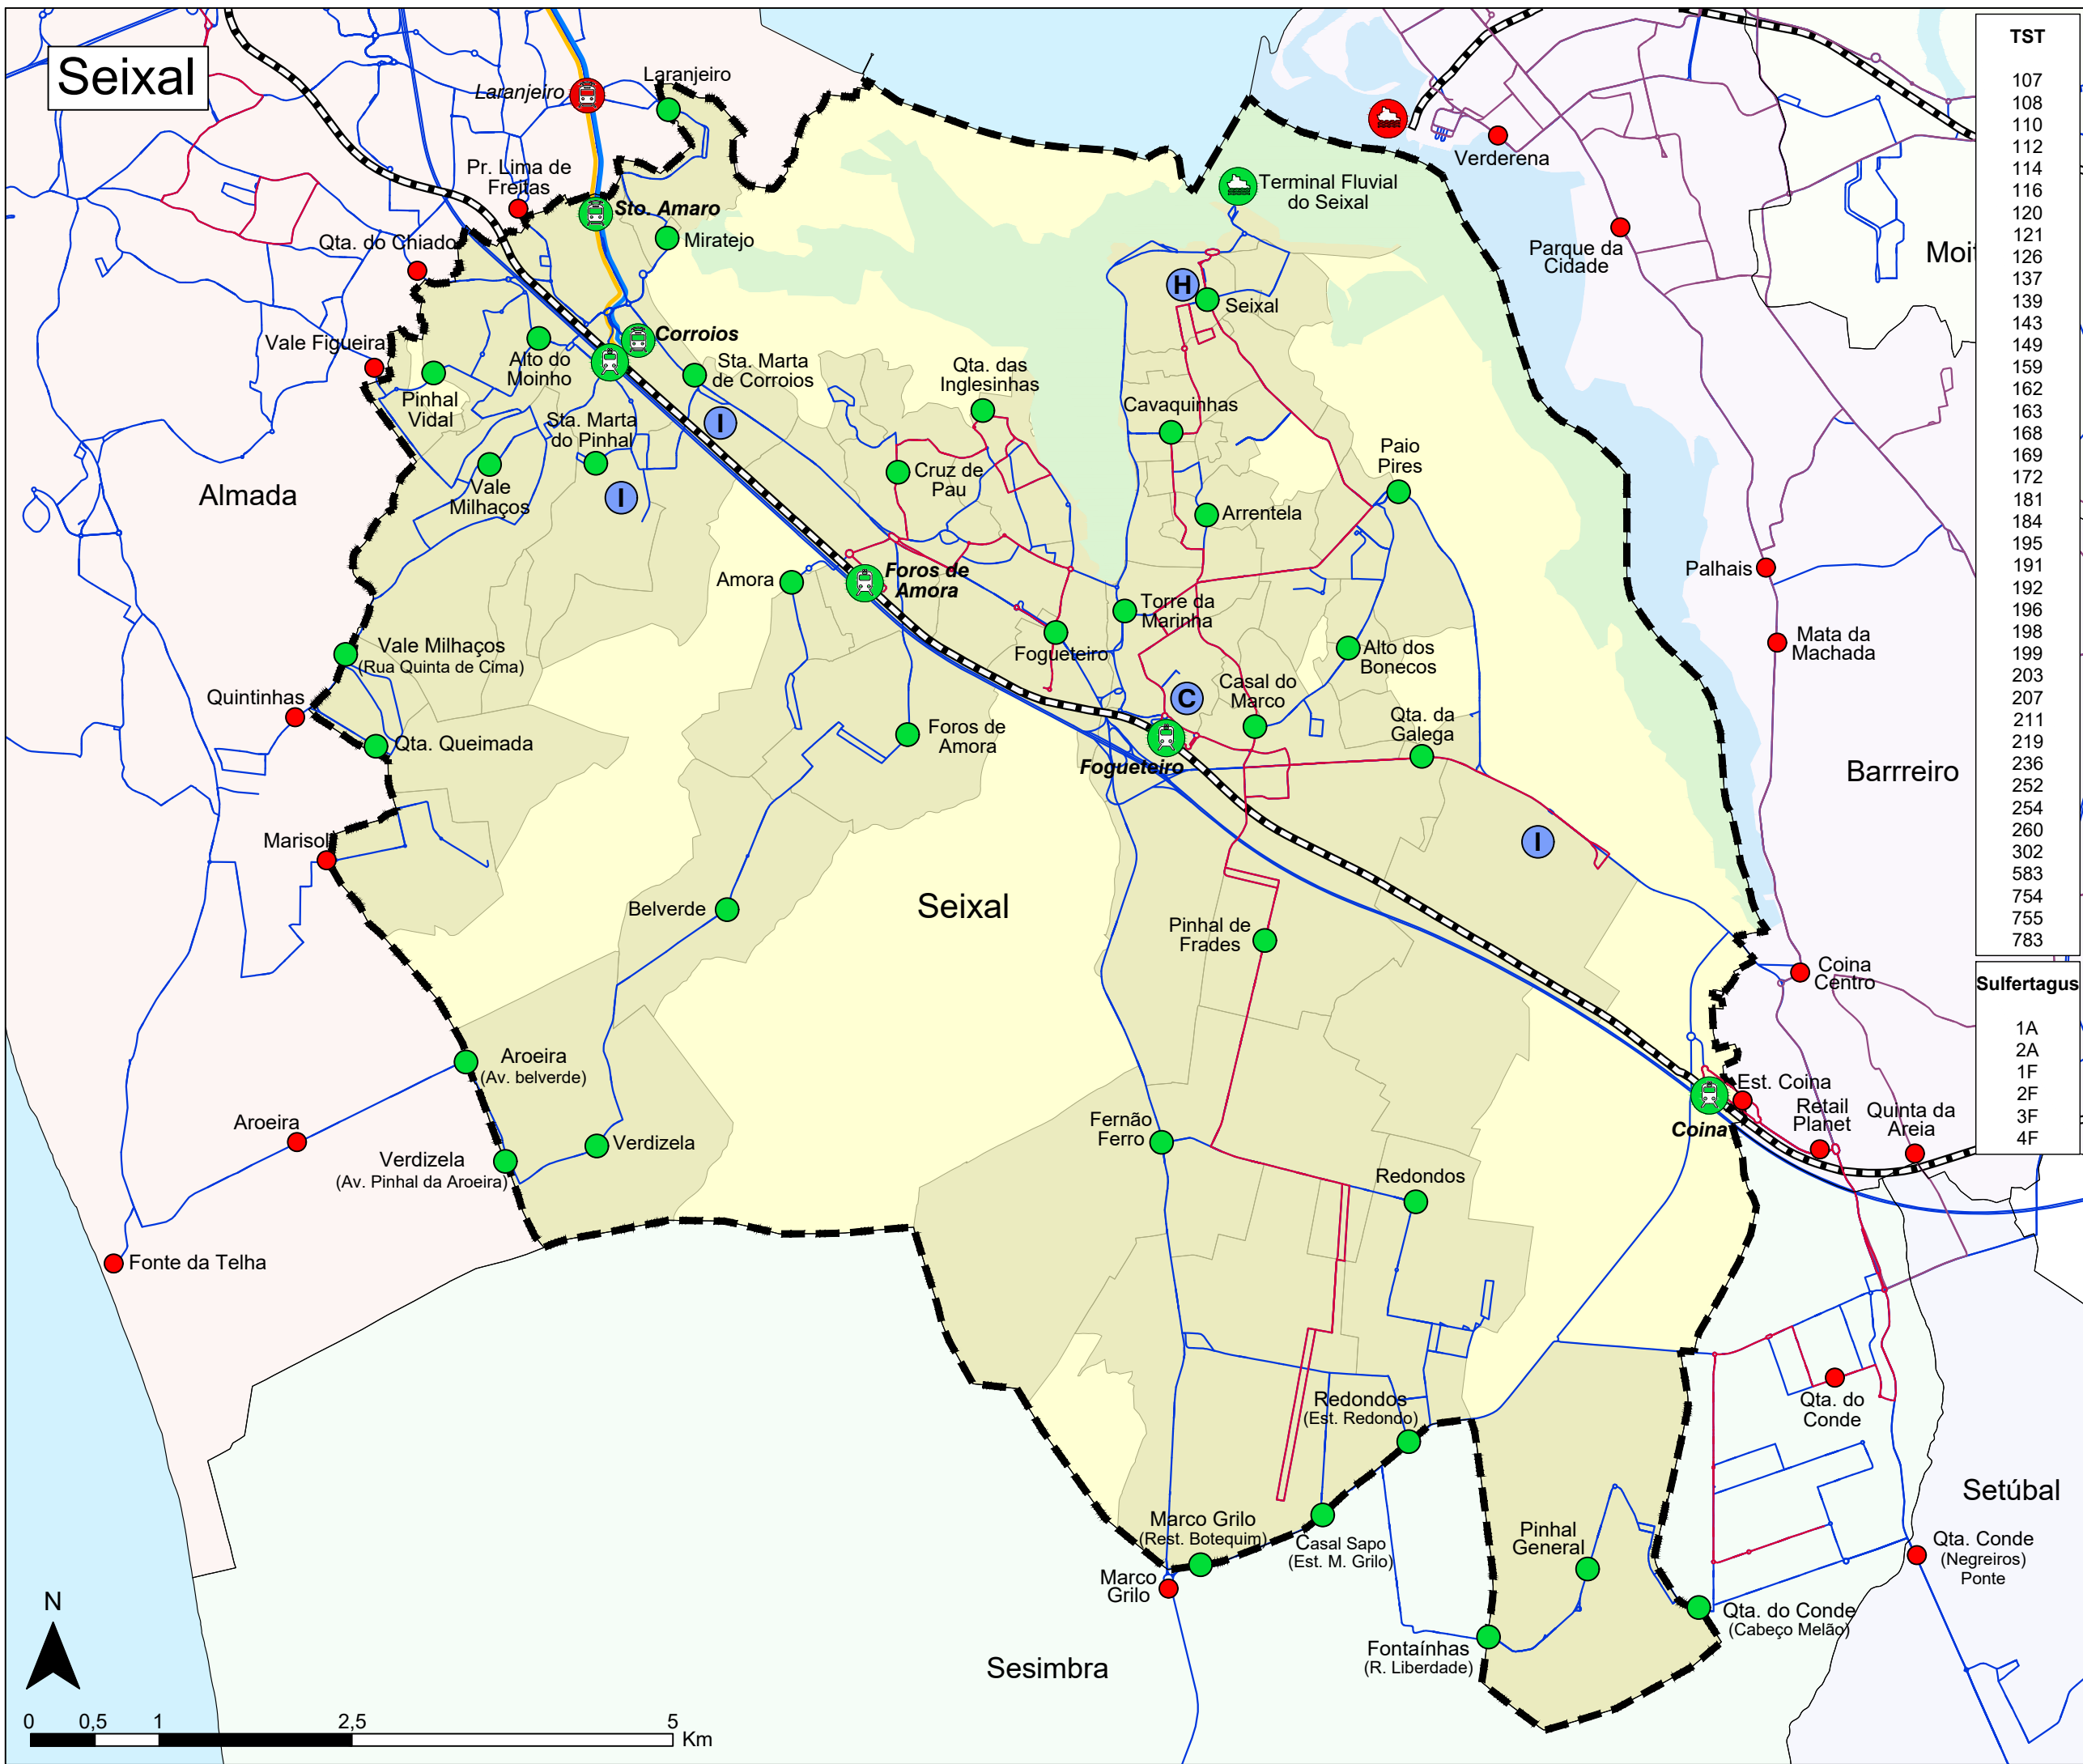 Seixal
Laranjeiro
Laranjeiro
Pr. Lima de
Freitas
Sto. Amaro
Miratejo
Qta. do Chiado
Vale Figueira
Pinhal
Vidal
Alto do
Moinho
Corroios
Sta. Marta
de Corroios
Sta. Marta
do Pinhal
Vale
Milhaços
I
I
Almada
Qta. das
Inglesinhas
Cruz de
Pau
Terminal Fluvial
do Seixal
H
Seixal
Cavaquinhas
Arrentela
Paio
Pires
Verderena
Parque da
Cidade
Moit
Palhais
Mata da
Machada
Barrreiro
Amora
Foros de
Amora
Torre da
Marinha
Fogueteiro
Alto dos
Bonecos
Casal do
Marco
C
Qta. da
Galega
Fogueteiro
Vale Milhaços
(Rua Quinta de Cima)
Quintinhas
Qta. Queimada
Foros de
Amora
Marisol
I
Belverde
Seixal
Pinhal de
Frades
Coina
Centro
Aroeira
(Av. belverde)
Aroeira
Verdizela
(Av. Pinhal da Aroeira)
Verdizela
Fonte da Telha
Fernão
Ferro
Redondos
Est. Coina
Coina
Retail
Planet
Quinta da
Areia
Redondos
(Est. Redondo)
Qta. do
Conde
Setúbal
Marco Grilo
(Rest. Botequim)
Casal Sapo
(Est. M. Grilo)
Marco
Grilo
Pinhal
General
Qta. Conde
(Negreiros)
Ponte
Qta. do Conde
(Cabeço Melão)
Fontaínhas
(R. Liberdade)
Sesimbra
N
0
0,5
1
2,5
5
Km
TST
107
108
110
112
114
116
120
121
126
137
139
143
149
159
162
163
168
169
172
181
184
195
191
192
196
198
199
203
207
211
219
236
252
254
260
302
583
754
755
783
Sulfertagus
1A
2A
1F
2F
3F
4F